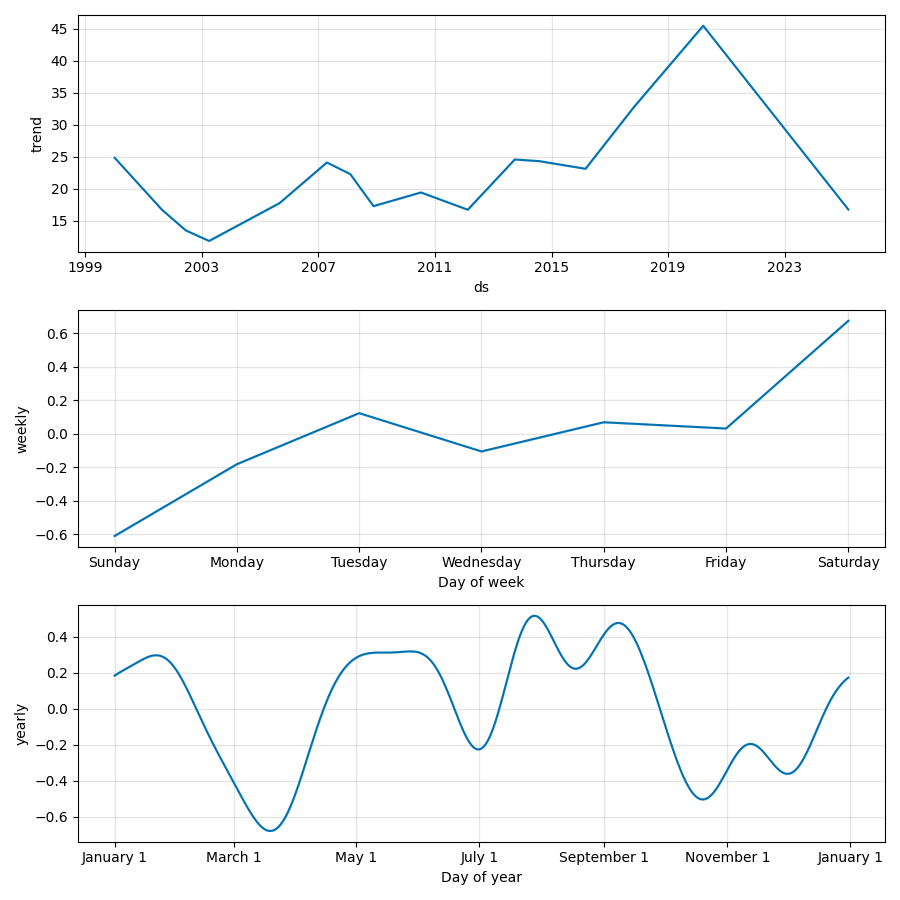 45
40
35
30
25
20
15
trend
1999 2003 2007 2011 2015 2019 2023
ds
0.6
0.4
0.2
0.0
−0.2
−0.4
−0.6
weekly
Sunday Monday Tuesday Wednesday Thursday Friday Saturday
Day of week
0.4
0.2
0.0
−0.2
−0.4
−0.6
yearly
January 1 March 1 May 1 July 1 September 1 November 1 January 1
Day of year